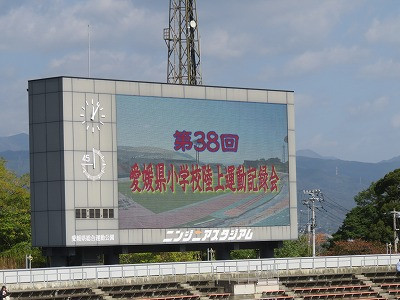 第38回
愛媛県小学校陸上運動記録会
45
愛媛県総合運動公園
ニンジニアスタジアム